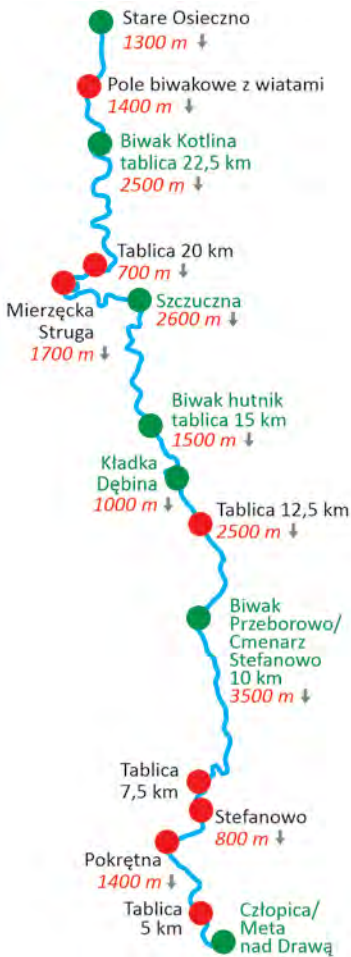 Stare Osieczno
1300 m ↓
Pole biwakowe z wiatami
1400 m ↓
Biwak Kotlina
tablica 22,5 km
2500 m ↓
Tablica 20 km
700 m ↓
Mierzęcka
Struga
1700 m ↓
Szczuczna
2600 m ↓
Biwak hutnik
tablica 15 km
1500 m ↓
Kładka
Dębina
1000 m ↓
Tablica 12,5 km
2500 m ↓
Biwak
Przeborowo/
Cmenarz
Stefanowo
10 km
3500 m ↓
Tablica
7,5 km
Stefanowo
800 m ↓
Pokrętna
1400 m ↓
Tablica
5 km
Człopica/
Meta
nad Drawą